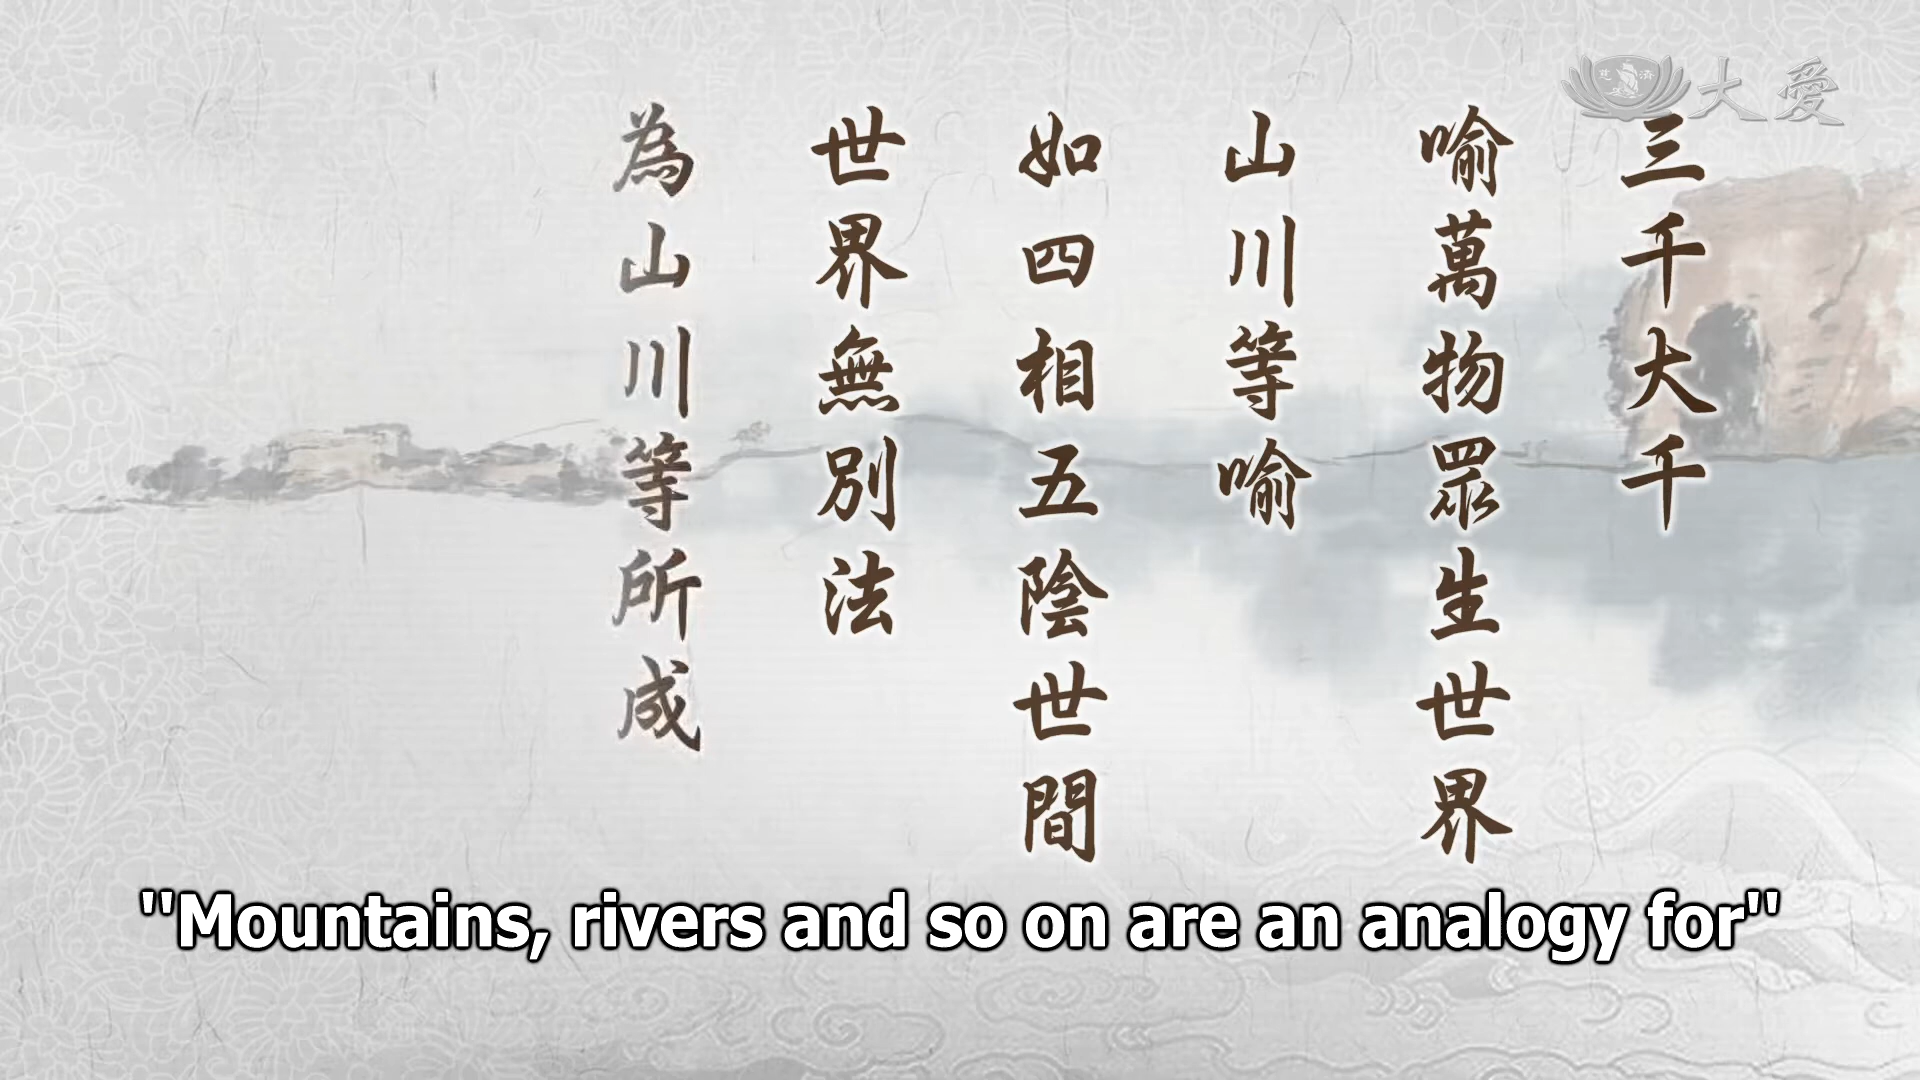 大愛
三千大千
喻萬物眾生世界
山川等喻
如四相五陰世間
世界無別法
為山川等所成
"Mountains, rivers and so on are an analogy for"